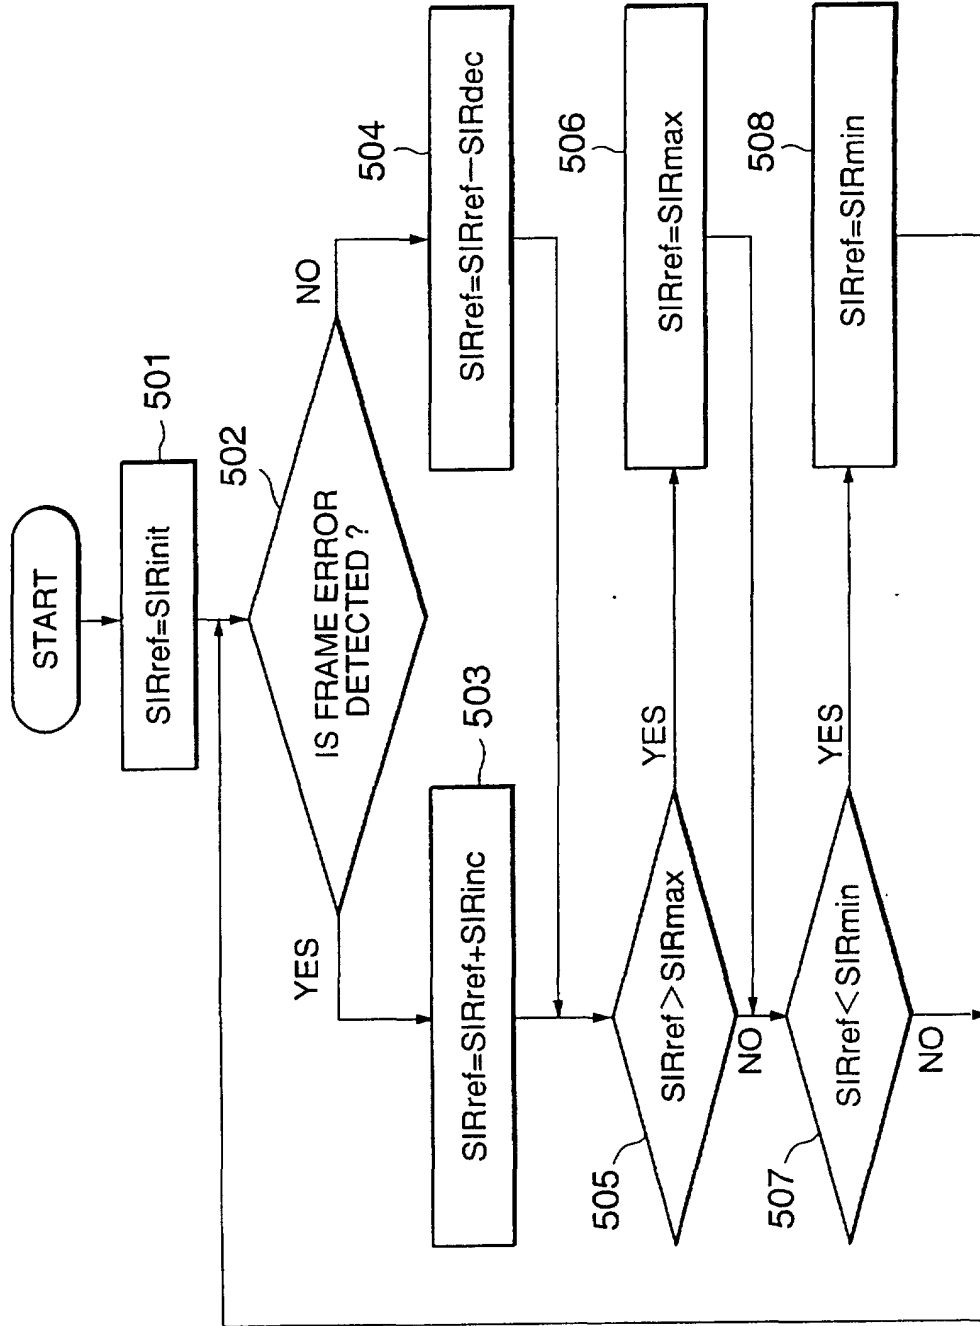 START
SIRref=SIRinit
501
IS FRAME ERROR
DETECTED ?
502
YES
NO
SIRref=SIRref+SIRinc
503
SIRref=SIRref—SIRdec
504
SIRref>SIRmax
505
YES
NO
SIRref=SIRmax
506
SIRref<SIRmin
507
YES
NO
SIRref=SIRmin
508